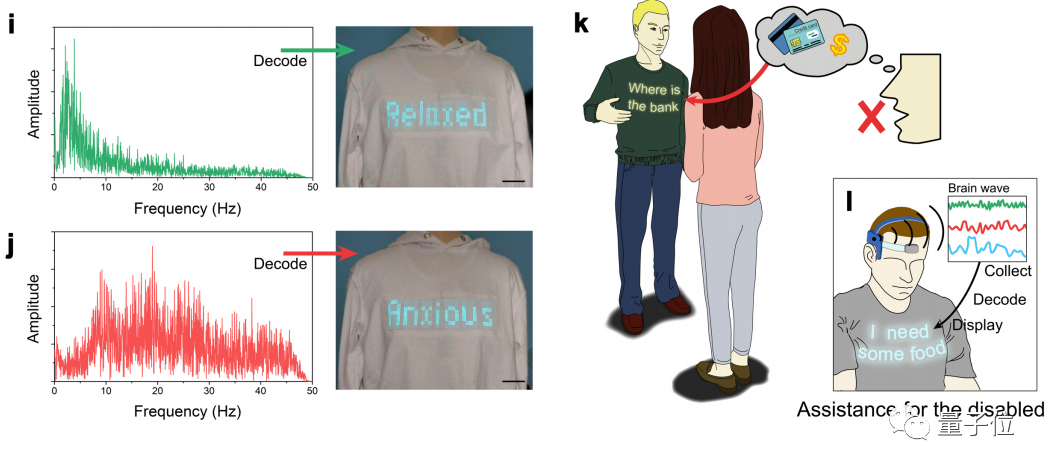 i
Amplitude
0 10 20 30 40 50
Frequency (Hz)
Decode
Relaxed
j
Amplitude
0 10 20 30 40 50
Frequency (Hz)
Decode
Anxious
k
Where is
the bank
Credit card
$
l
Brain wave
Collect
Decode
Display
I need
some food
Assistance for the disabled
量子位